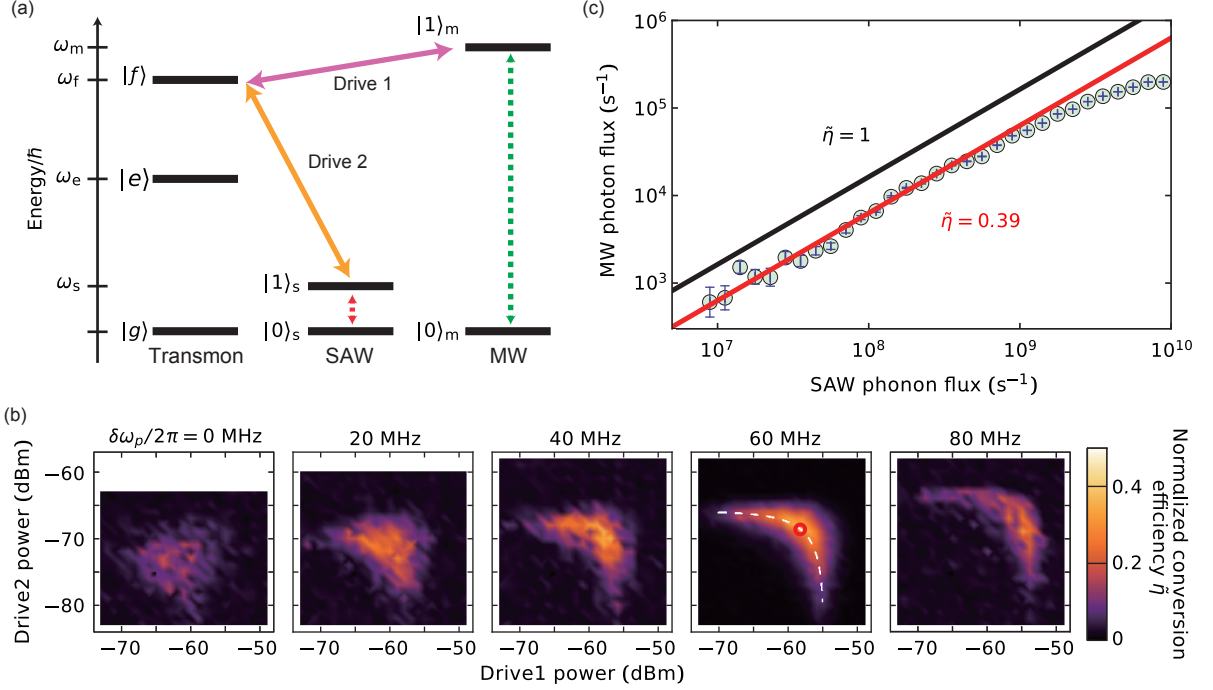 (a)
Energy/ħ
ωm
ωf
ωe
ωs
|f⟩
|e⟩
|g⟩
|1⟩m
|1⟩s
|0⟩s
|0⟩m
Drive 1
Drive 2
Transmon
SAW
MW
(c)
MW photon flux (s⁻¹)
10⁶
10⁵
10⁴
10³
η̃ = 1
η̃ = 0.39
10⁷
10⁸
10⁹
10¹⁰
SAW phonon flux (s⁻¹)
(b)
δωp/2π = 0 MHz
20 MHz
40 MHz
60 MHz
80 MHz
Drive2 power (dBm)
−60
−70
−80
−70 −60 −50
−70 −60 −50
−70 −60 −50
−70 −60 −50
−70 −60 −50
Drive1 power (dBm)
0.4
0.2
0
Normalized conversion
efficiency η̃